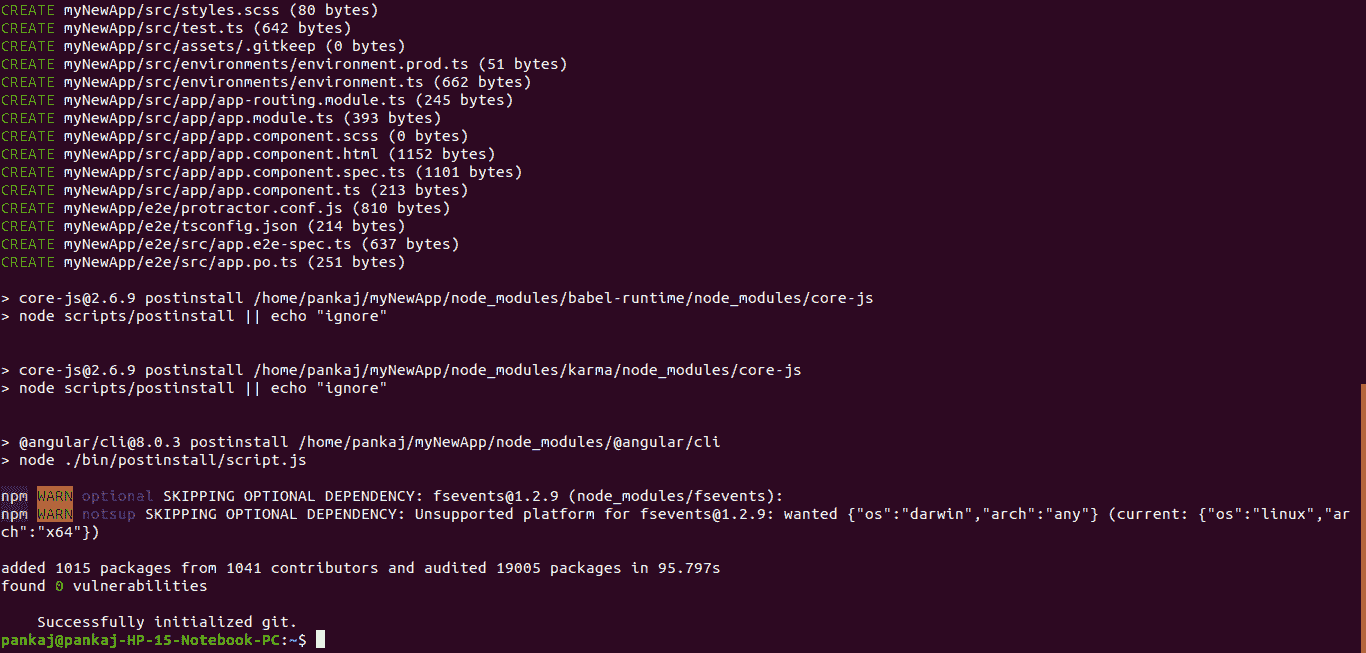 CREATE myNewApp/src/styles.scss (80 bytes)
CREATE myNewApp/src/test.ts (642 bytes)
CREATE myNewApp/src/assets/.gitkeep (0 bytes)
CREATE myNewApp/src/environments/environment.prod.ts (51 bytes)
CREATE myNewApp/src/environments/environment.ts (662 bytes)
CREATE myNewApp/src/app/app-routing.module.ts (245 bytes)
CREATE myNewApp/src/app/app.module.ts (393 bytes)
CREATE myNewApp/src/app/app.component.scss (0 bytes)
CREATE myNewApp/src/app/app.component.html (1152 bytes)
CREATE myNewApp/src/app/app.component.spec.ts (1101 bytes)
CREATE myNewApp/src/app/app.component.ts (213 bytes)
CREATE myNewApp/e2e/protractor.conf.js (810 bytes)
CREATE myNewApp/e2e/tsconfig.json (214 bytes)
CREATE myNewApp/e2e/src/app.e2e-spec.ts (637 bytes)
CREATE myNewApp/e2e/src/app.po.ts (251 bytes)
> core-js@2.6.9 postinstall /home/pankaj/myNewApp/node_modules/babel-runtime/node_modules/core-js
> node scripts/postinstall || echo "ignore"
> core-js@2.6.9 postinstall /home/pankaj/myNewApp/node_modules/karma/node_modules/core-js
> node scripts/postinstall || echo "ignore"
> @angular/cli@8.0.3 postinstall /home/pankaj/myNewApp/node_modules/@angular/cli
> node ./bin/postinstall/script.js
npm WARN optional SKIPPING OPTIONAL DEPENDENCY: fsevents@1.2.9 (node_modules/fsevents):
npm WARN notsup SKIPPING OPTIONAL DEPENDENCY: Unsupported platform for fsevents@1.2.9: wanted {"os":"darwin","arch":"any"} (current: {"os":"linux","ar
ch":"x64"})
added 1015 packages from 1041 contributors and audited 19005 packages in 95.797s
found 0 vulnerabilities
Successfully initialized git.
pankaj@pankaj-HP-15-Notebook-PC:~$